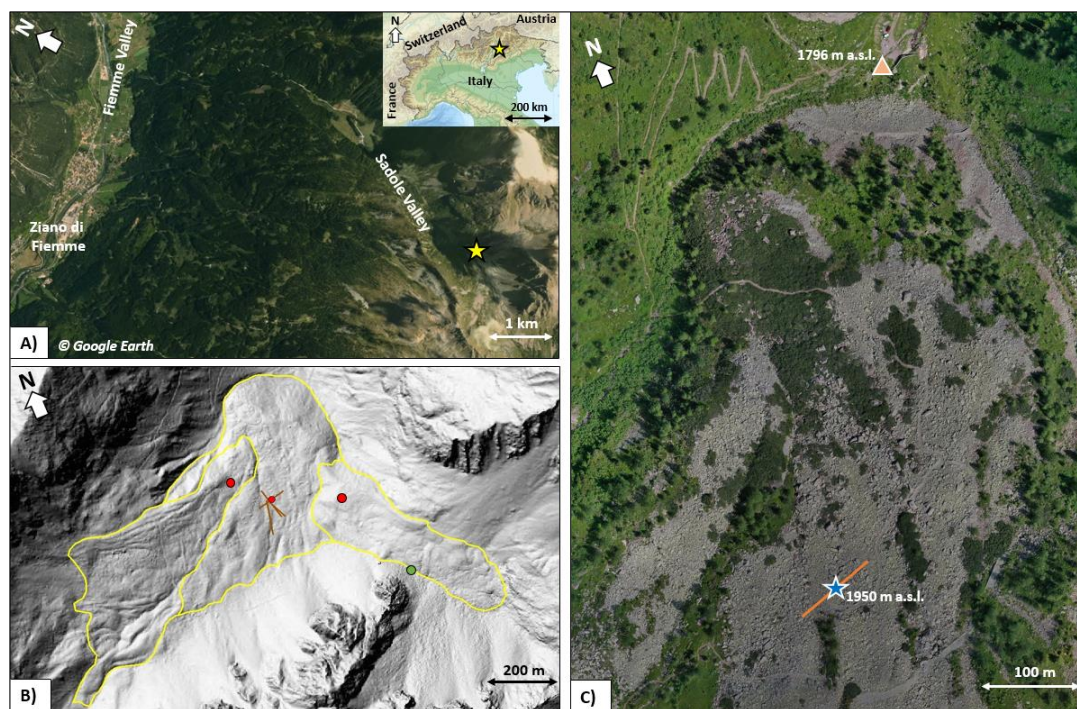 N
Fiemme Valley
Ziano di
Fiemme
Sadole Valley
1 km
A)
© Google Earth
N
Switzerland
Austria
France
Italy
200 km
N
200 m
B)
N
1796 m a.s.l.
1950 m a.s.l.
100 m
C)